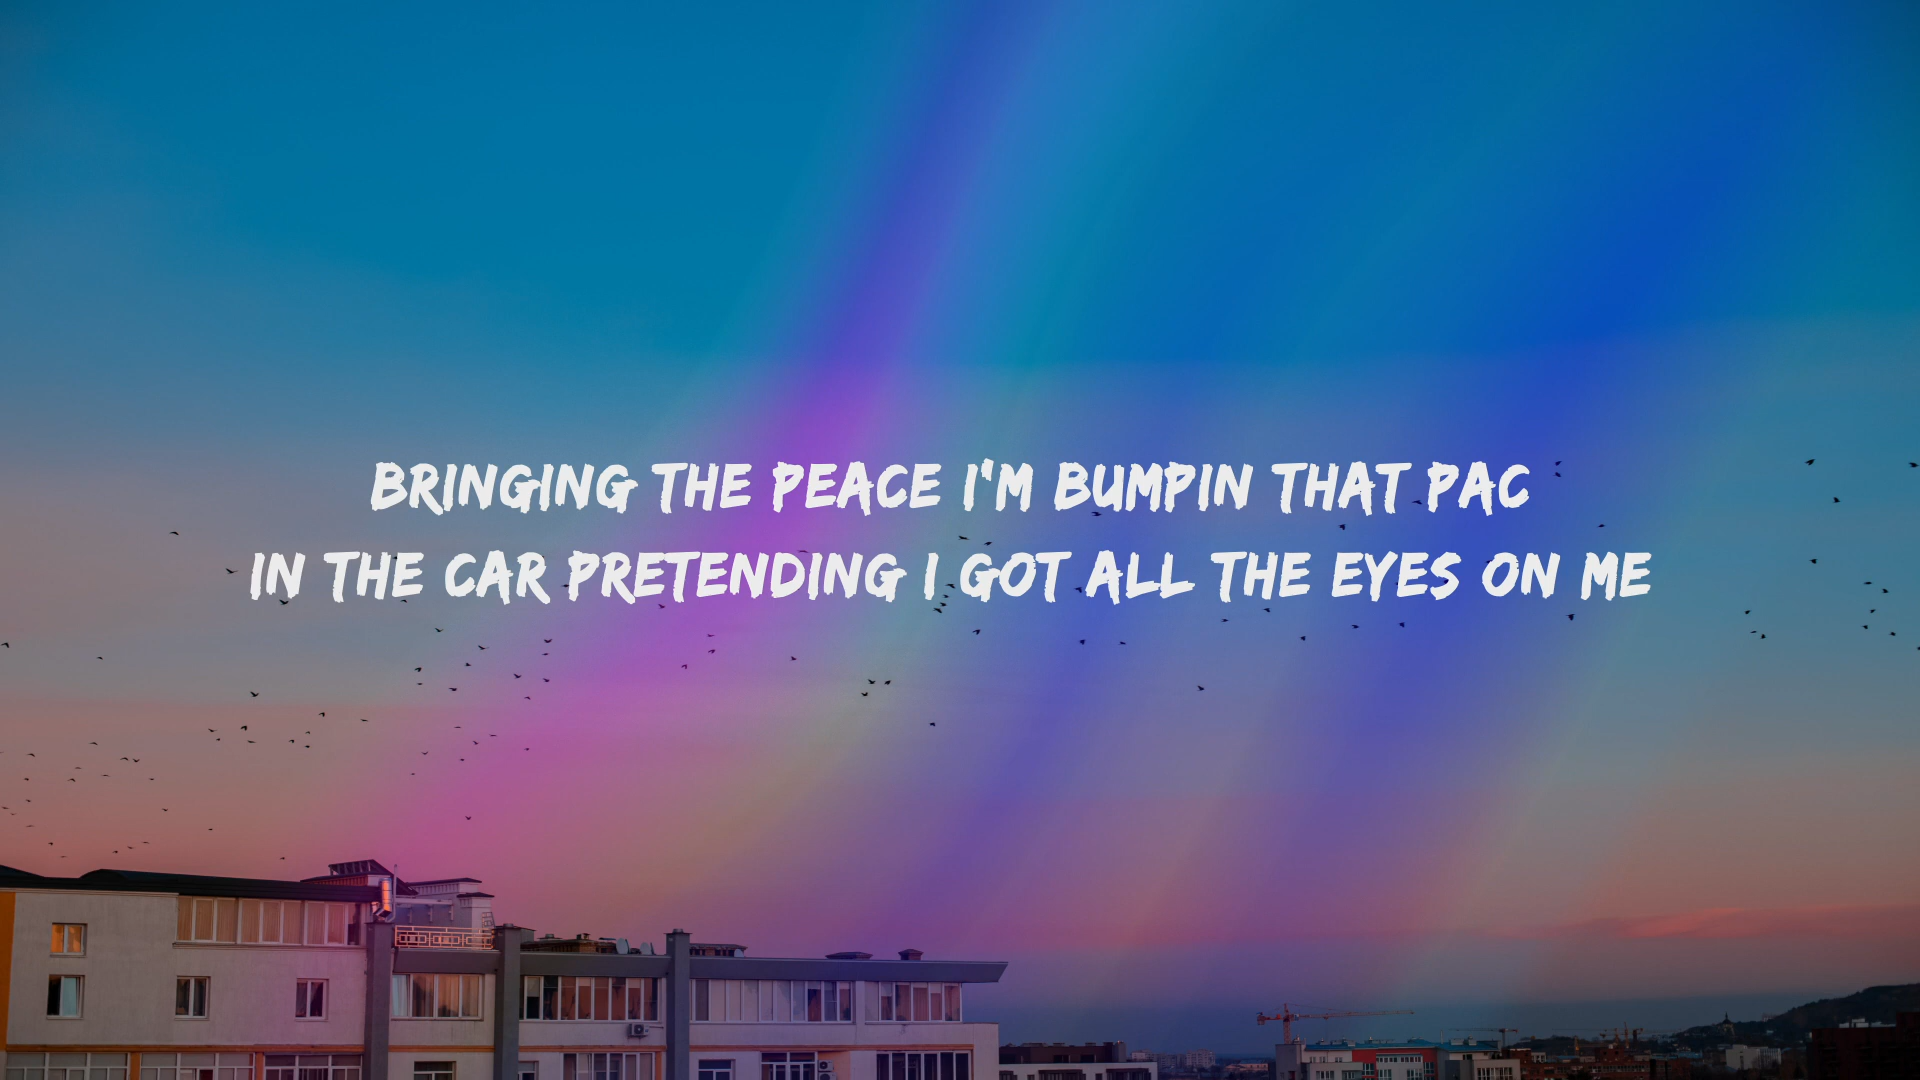 BRINGING THE PEACE I'M BUMPIN THAT PAC
IN THE CAR PRETENDING I GOT ALL THE EYES ON ME